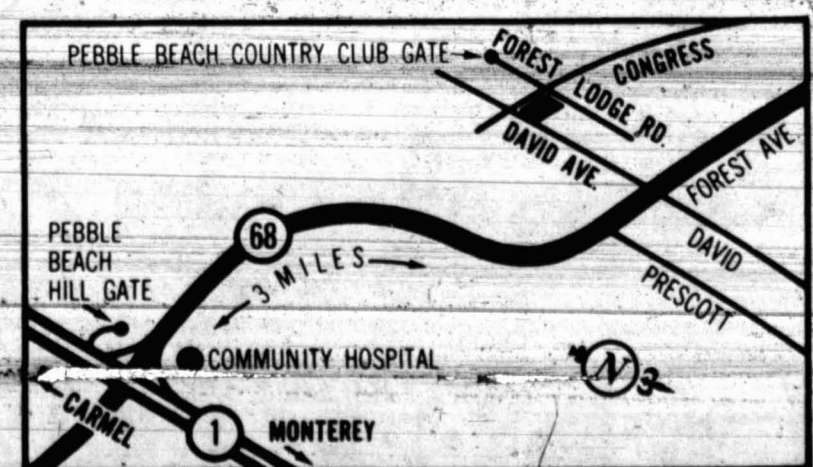 PEBBLE BEACH COUNTRY CLUB GATE
FOREST LODGE RD.
CONGRESS
DAVID AVE.
FOREST AVE.
68
PEBBLE
BEACH
HILL GATE
3 MILES
DAVID
PRESCOTT
COMMUNITY HOSPITAL
N
CARMEL
1
MONTEREY